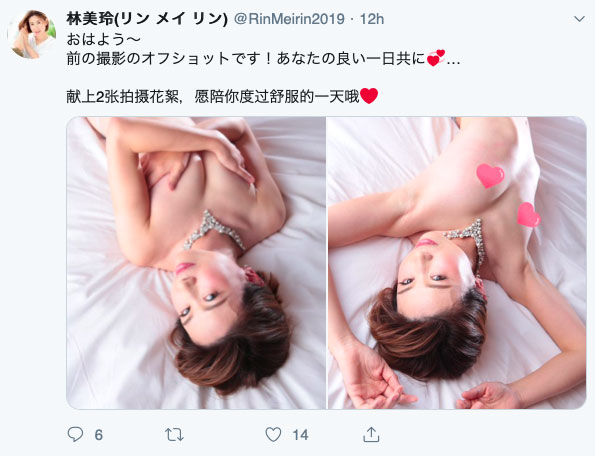 林美玲(リン メイ リン) @RinMeirin2019 · 12h
おはよう～
前の撮影のオフショットです！あなたの良い一日共に💞…
献上2张拍摄花絮，愿陪你度过舒服的一天哦❤
6
14